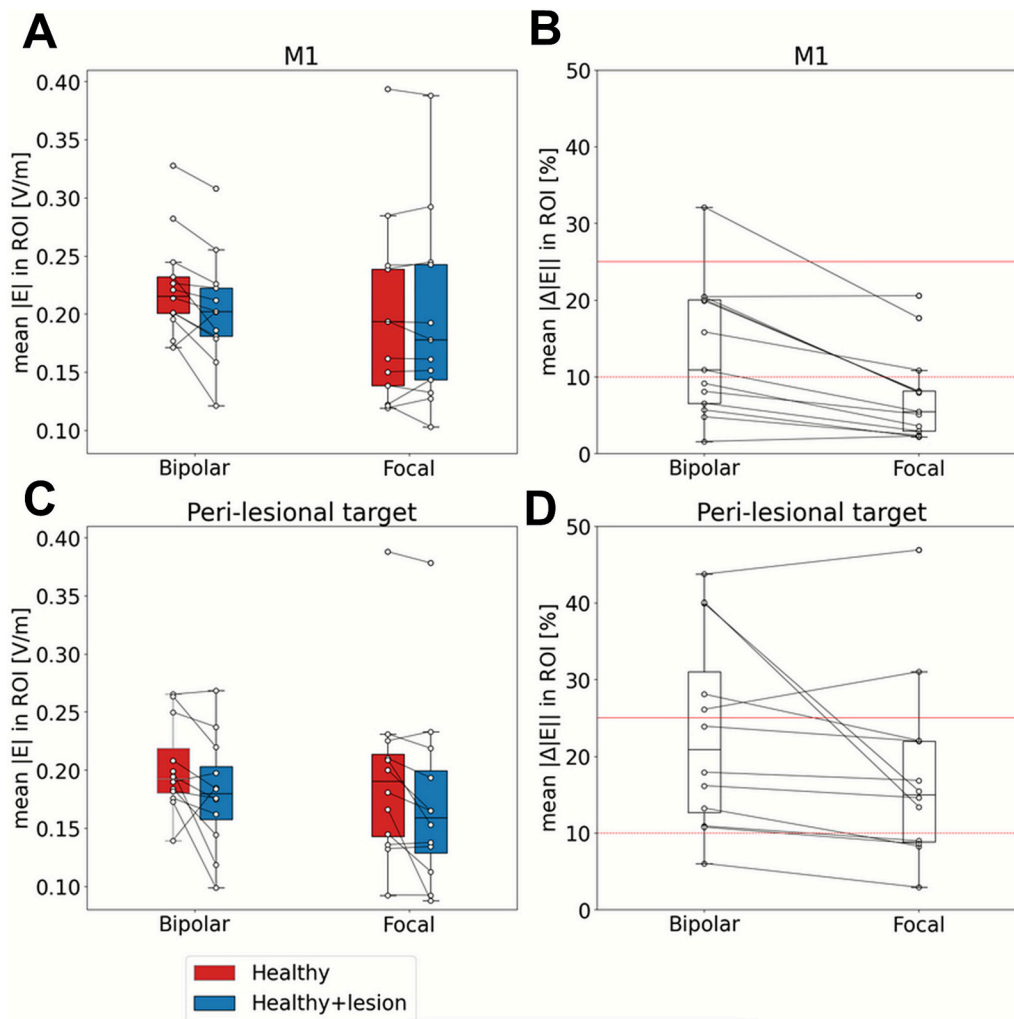 A
M1
mean |E| in ROI [V/m]
0.40
0.35
0.30
0.25
0.20
0.15
0.10
Bipolar
Focal
B
M1
mean |Δ|E|| in ROI [%]
50
40
30
20
10
0
Bipolar
Focal
C
Peri-lesional target
mean |E| in ROI [V/m]
0.40
0.35
0.30
0.25
0.20
0.15
0.10
Bipolar
Focal
D
Peri-lesional target
mean |Δ|E|| in ROI [%]
50
40
30
20
10
0
Bipolar
Focal
Healthy
Healthy+lesion